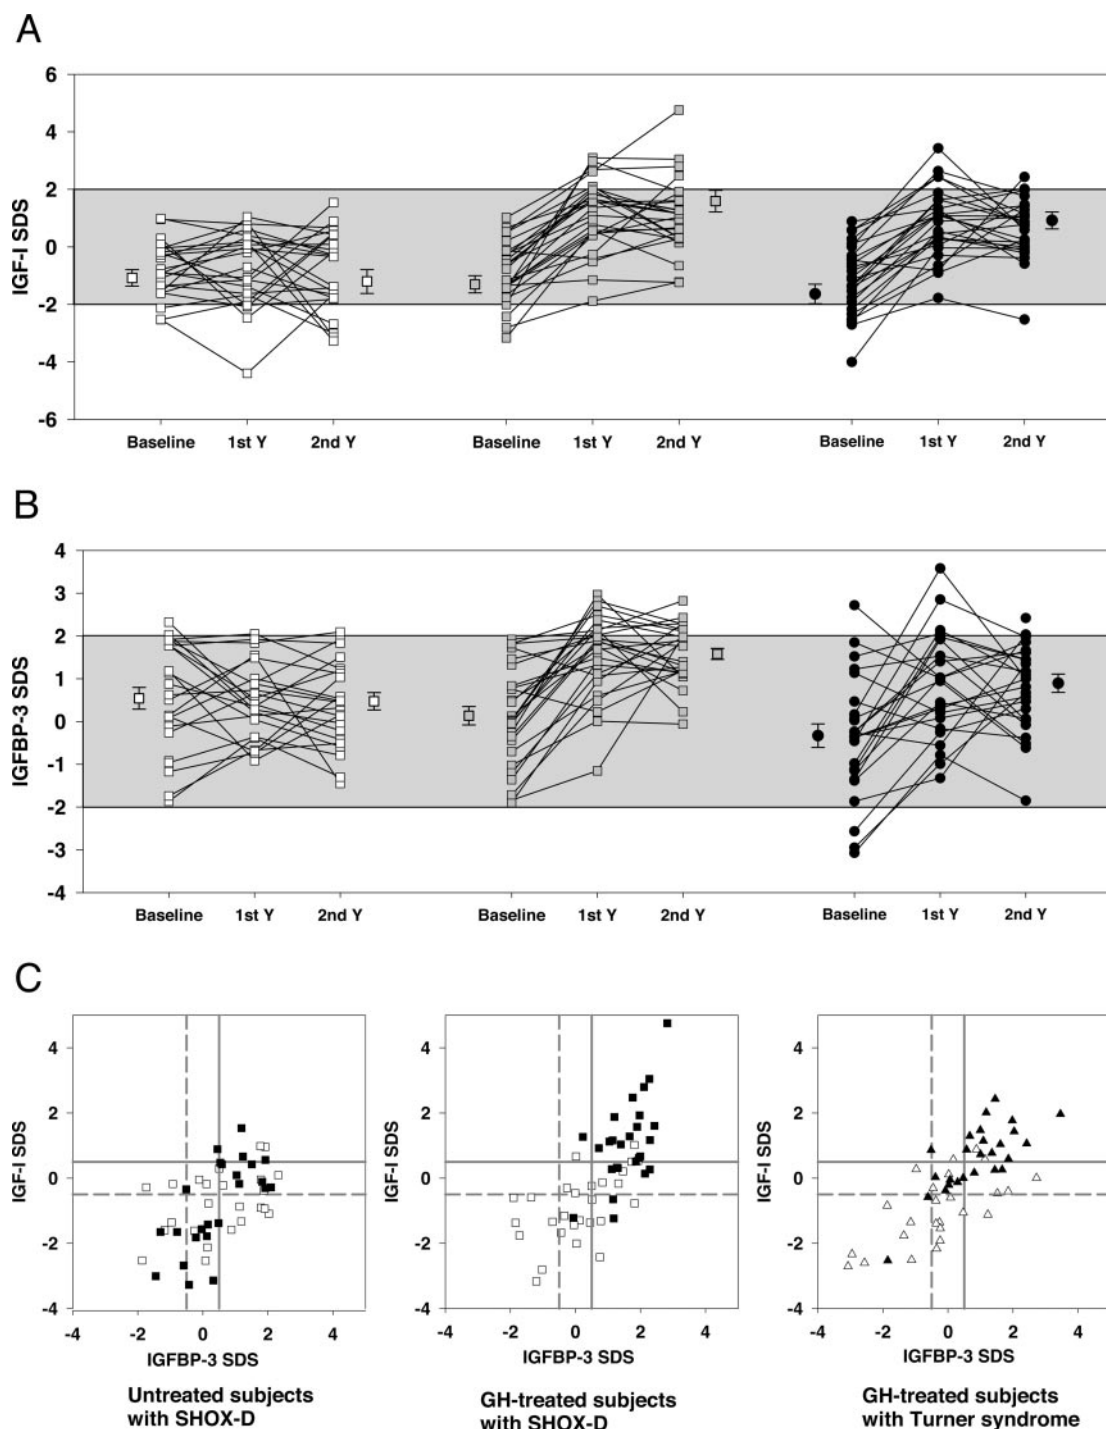 A
6
4
2
0
-2
-4
-6
IGF-I SDS
Baseline 1st Y 2nd Y Baseline 1st Y 2nd Y Baseline 1st Y 2nd Y
B
4
3
2
1
0
-1
-2
-3
-4
IGFBP-3 SDS
Baseline 1st Y 2nd Y Baseline 1st Y 2nd Y Baseline 1st Y 2nd Y
C
4
2
0
-2
-4
IGF-I SDS
-4 -2 0 2 4
IGFBP-3 SDS
Untreated subjects
with SHOX-D
4
2
0
-2
-4
IGF-I SDS
-4 -2 0 2 4
IGFBP-3 SDS
GH-treated subjects
with SHOX-D
4
2
0
-2
-4
IGF-I SDS
-4 -2 0 2 4
IGFBP-3 SDS
GH-treated subjects
with Turner syndrome